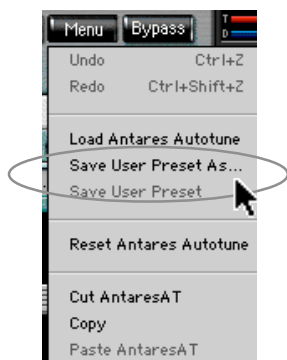 Menu Bypass T
D
Undo Ctrl+Z
Redo Ctrl+Shift+Z
Load Antares Autotune
Save User Preset As...
Save User Preset
Reset Antares Autotune
Cut AntaresAT
Copy
Paste AntaresAT